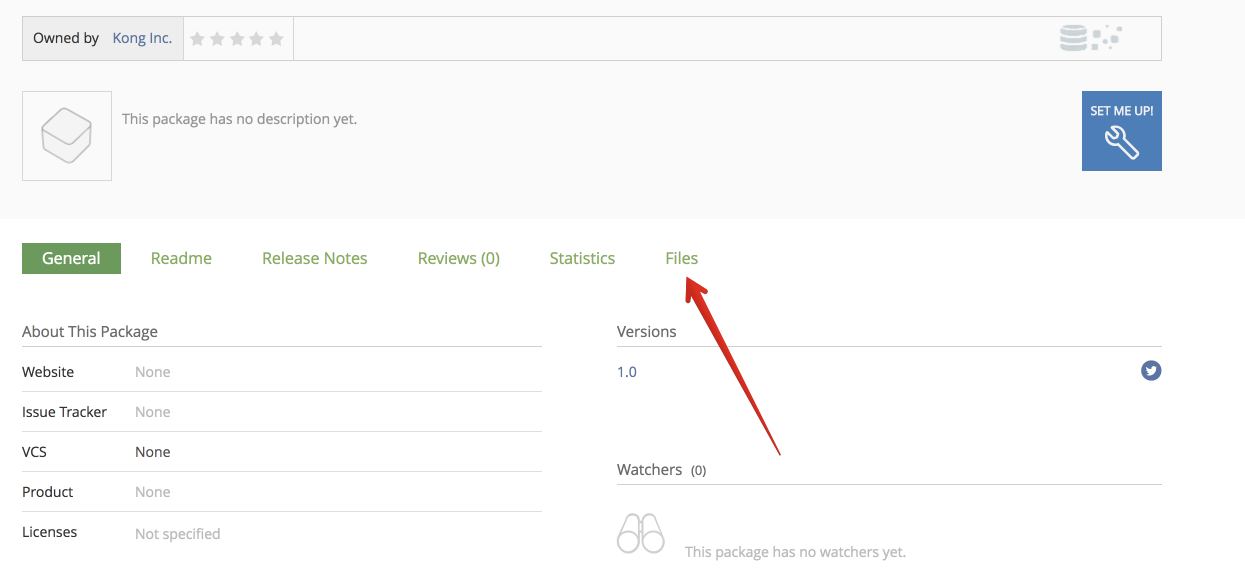 Owned by Kong Inc.
This package has no description yet.
SET ME UP!
General Readme Release Notes Reviews (0) Statistics Files
About This Package
Website None
Issue Tracker None
VCS None
Product None
Licenses Not specified
Versions
1.0
Watchers (0)
This package has no watchers yet.